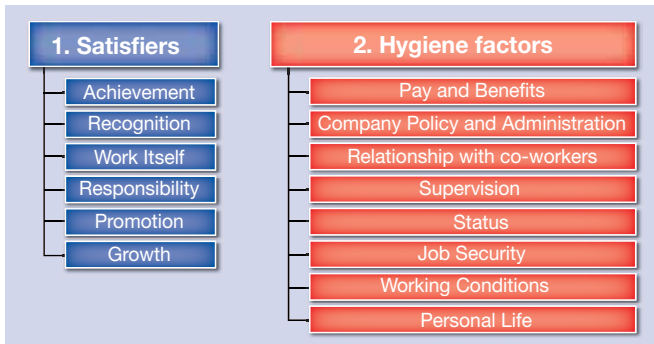 1. Satisfiers
Achievement
Recognition
Work Itself
Responsibility
Promotion
Growth
2. Hygiene factors
Pay and Benefits
Company Policy and Administration
Relationship with co-workers
Supervision
Status
Job Security
Working Conditions
Personal Life